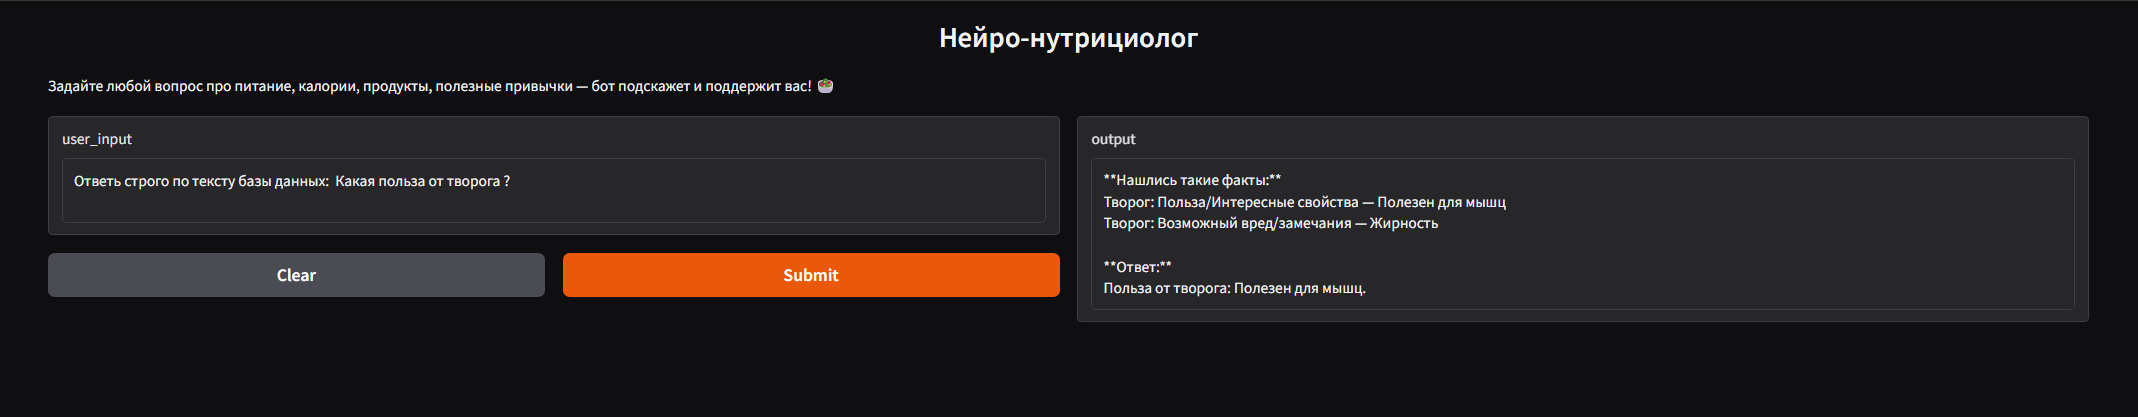 Нейро-нутрициолог
Задайте любой вопрос про питание, калории, продукты, полезные привычки — бот подскажет и поддержит вас! 🥗
user_input
Ответь строго по тексту базы данных:  Какая польза от творога ?
Clear
Submit
output
**Нашлись такие факты:**
Творог: Польза/Интересные свойства — Полезен для мышц
Творог: Возможный вред/замечания — Жирность
**Ответ:**
Польза от творога: Полезен для мышц.